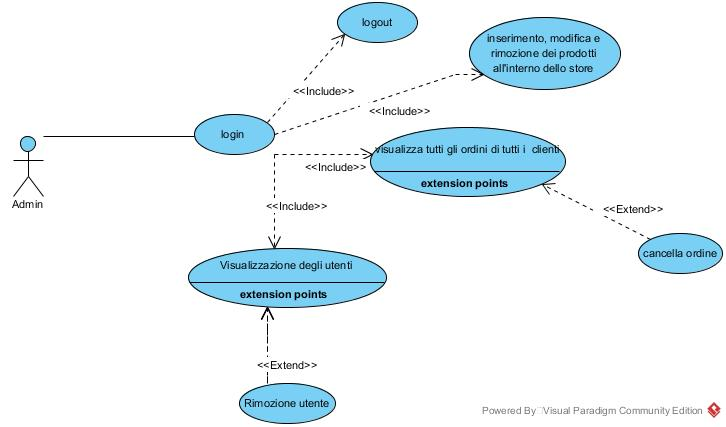 logout
inserimento, modifica e
rimozione dei prodotti
all'interno dello store
<<Include>>
<<Include>>
login
visualizza tutti gli ordini di tutti i clienti
<<Include>>
extension points
Admin
<<Include>>
<<Extend>>
cancella ordine
Visualizzazione degli utenti
extension points
<<Extend>>
Rimozione utente
Powered By Visual Paradigm Community Edition